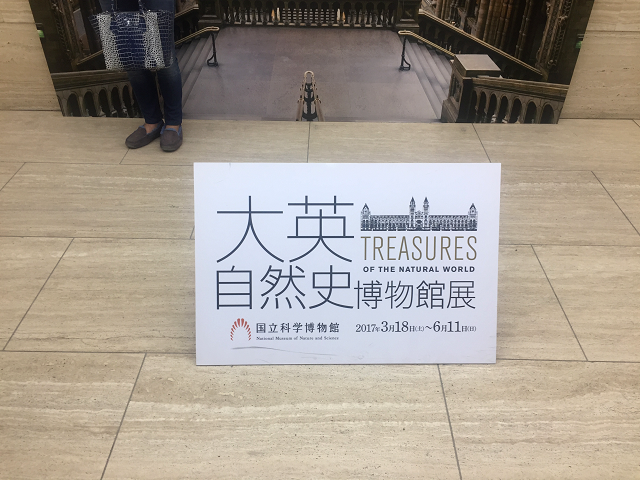 大英
TREASURES
OF THE NATURAL WORLD
自然史博物館展
国立科学博物館
National Museum of Nature and Science
2017年3月18日(土)〜6月11日(日)